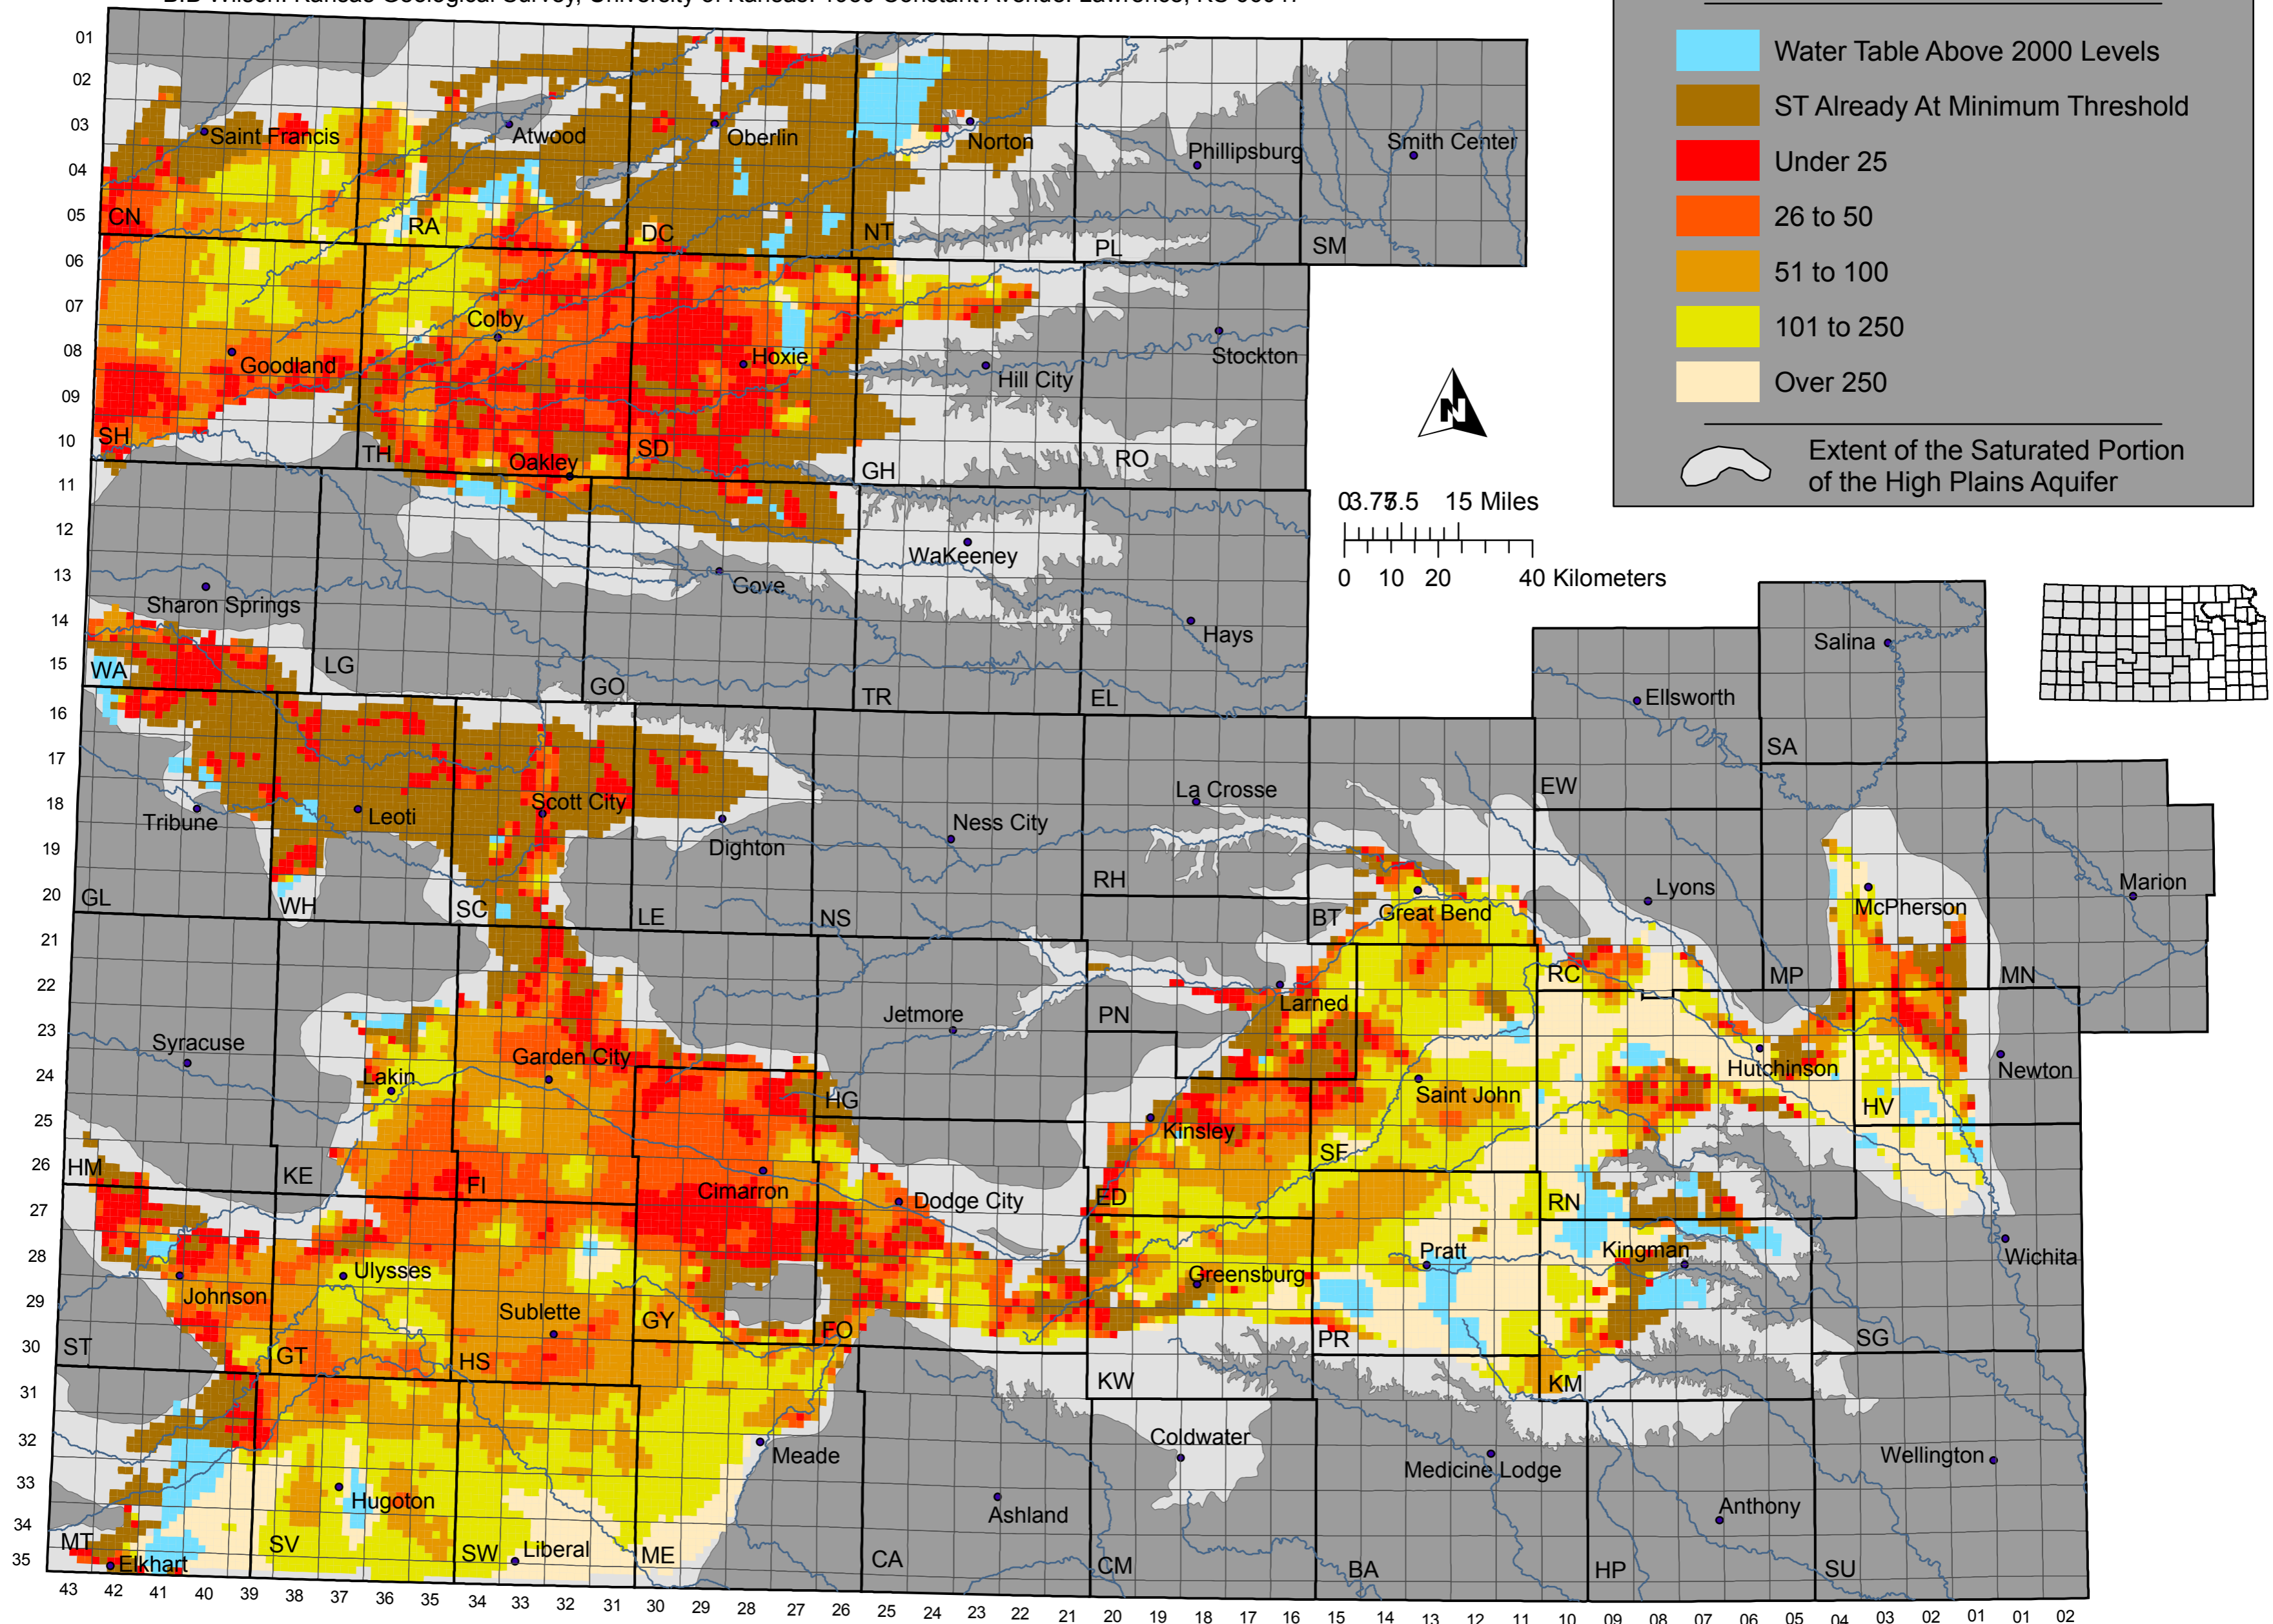 Water Table Above 2000 Levels
ST Already At Minimum Threshold
Under 25
26 to 50
51 to 100
101 to 250
Over 250
Extent of the Saturated Portion
of the High Plains Aquifer
N
15 Miles
0 10 20 40 Kilometers
01
02
03
04
05
06
07
08
09
10
11
12
13
14
15
16
17
18
19
20
21
22
23
24
25
26
27
28
29
30
31
32
33
34
35
Saint Francis
Atwood
Oberlin
Norton
Phillipsburg
Smith Center
CN
RA
DC
NT
PL
SM
Colby
Goodland
Hoxie
Hill City
Stockton
SH
TH
Oakley
SD
GH
RO
WaKeeney
Gove
Sharon Springs
Hays
Salina
WA
LG
GO
TR
EL
Ellsworth
SA
EW
La Crosse
Scott City
Leoti
Tribune
Ness City
Dighton
RH
Lyons
Marion
GL
WH
SC
LE
NS
BT
Great Bend
McPherson
RC
MP
MN
Larned
PN
Jetmore
Syracuse
Garden City
Lakin
Hutchinson
Newton
Saint John
HG
HV
Kinsley
SF
HM
KE
FI
Cimarron
Dodge City
ED
RN
Pratt
Kingman
Wichita
Ulysses
Johnson
Greensburg
Sublette
GY
FO
ST
GT
HS
PR
SG
KW
KM
Coldwater
Meade
Medicine Lodge
Wellington
Hugoton
Ashland
Anthony
MT
Elkhart
SV
SW
Liberal
ME
CA
CM
BA
HP
SU
43 42 41 40 39 38 37 36 35 34 33 32 31 30 29 28 27 26 25 24 23 22 21 20 19 18 17 16 15 14 13 12 11 10 09 08 07 06 05 04 03 02 01 01 02